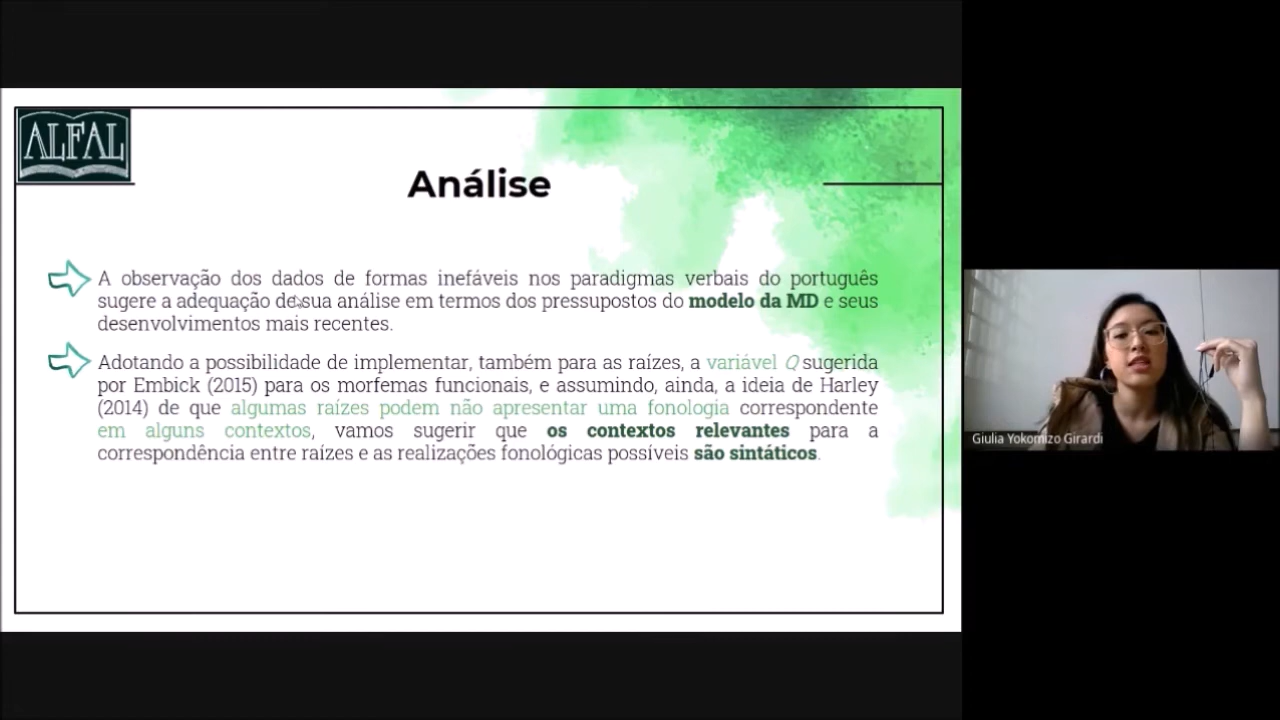 ALFAL
Análise
A observação dos dados de formas inefáveis nos paradigmas verbais do português
sugere a adequação de sua análise em termos dos pressupostos do modelo da MD e seus
desenvolvimentos mais recentes.
Adotando a possibilidade de implementar, também para as raízes, a variável Q sugerida
por Embick (2015) para os morfemas funcionais, e assumindo, ainda, a ideia de Harley
(2014) de que algumas raízes podem não apresentar uma fonologia correspondente
em alguns contextos, vamos sugerir que os contextos relevantes para a
correspondência entre raízes e as realizações fonológicas possíveis são sintáticos.
Giulia Yokomizo Girardi